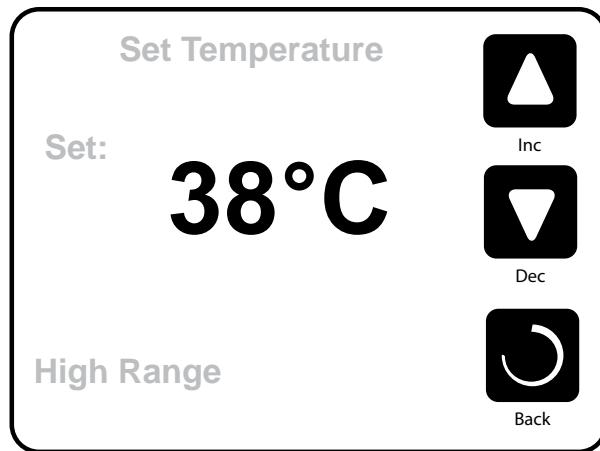 Set Temperature
Inc
Set:
38°C
Dec
High Range
Back